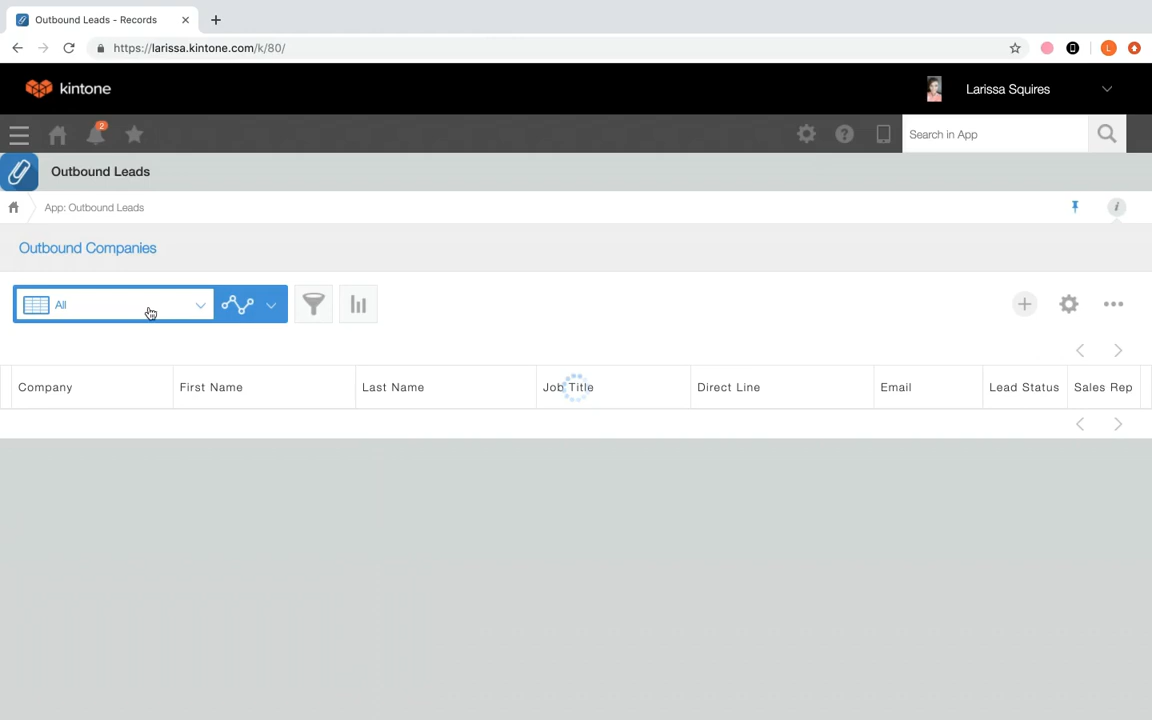 Outbound Leads - Records
https://larissa.kintone.com/k/80/
L
kintone
Larissa Squires
2
Search in App
Outbound Leads
App: Outbound Leads
i
Outbound Companies
All
Company First Name Last Name Job Title Direct Line Email Lead Status Sales Rep